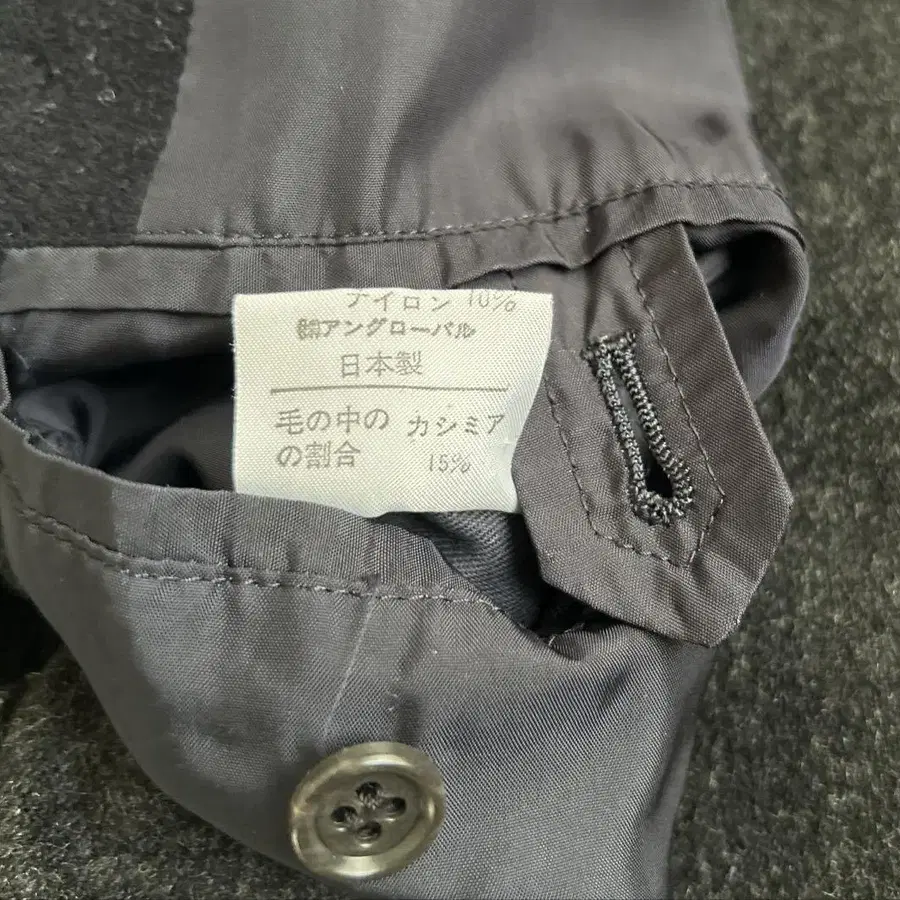 ナイロン 10%
㈱アングローバル
日本製
毛の中の カシミア
の割合 15%